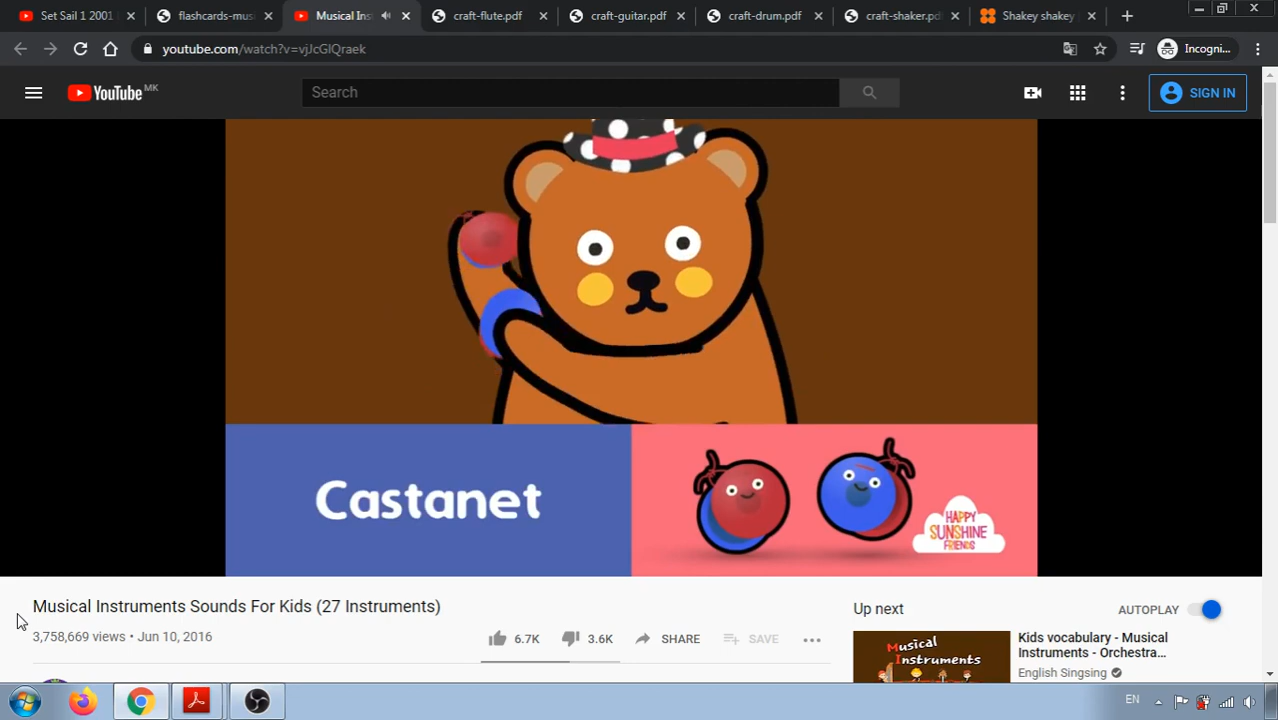 Set Sail 1 2001
flashcards-mus
Musical Ins
craft-flute.pdf
craft-guitar.pdf
craft-drum.pdf
craft-shaker.pdf
Shakey shakey
youtube.com/watch?v=vjJcGlQraek
Incogni...
YouTube MK
Search
SIGN IN
Castanet
HAPPY
SUNSHINE
FRIENDS
Musical Instruments Sounds For Kids (27 Instruments)
3,758,669 views • Jun 10, 2016
6.7K
3.6K
SHARE
SAVE
Up next
AUTOPLAY
Musical
Instruments
Kids vocabulary - Musical
Instruments - Orchestra...
English Singsing
EN